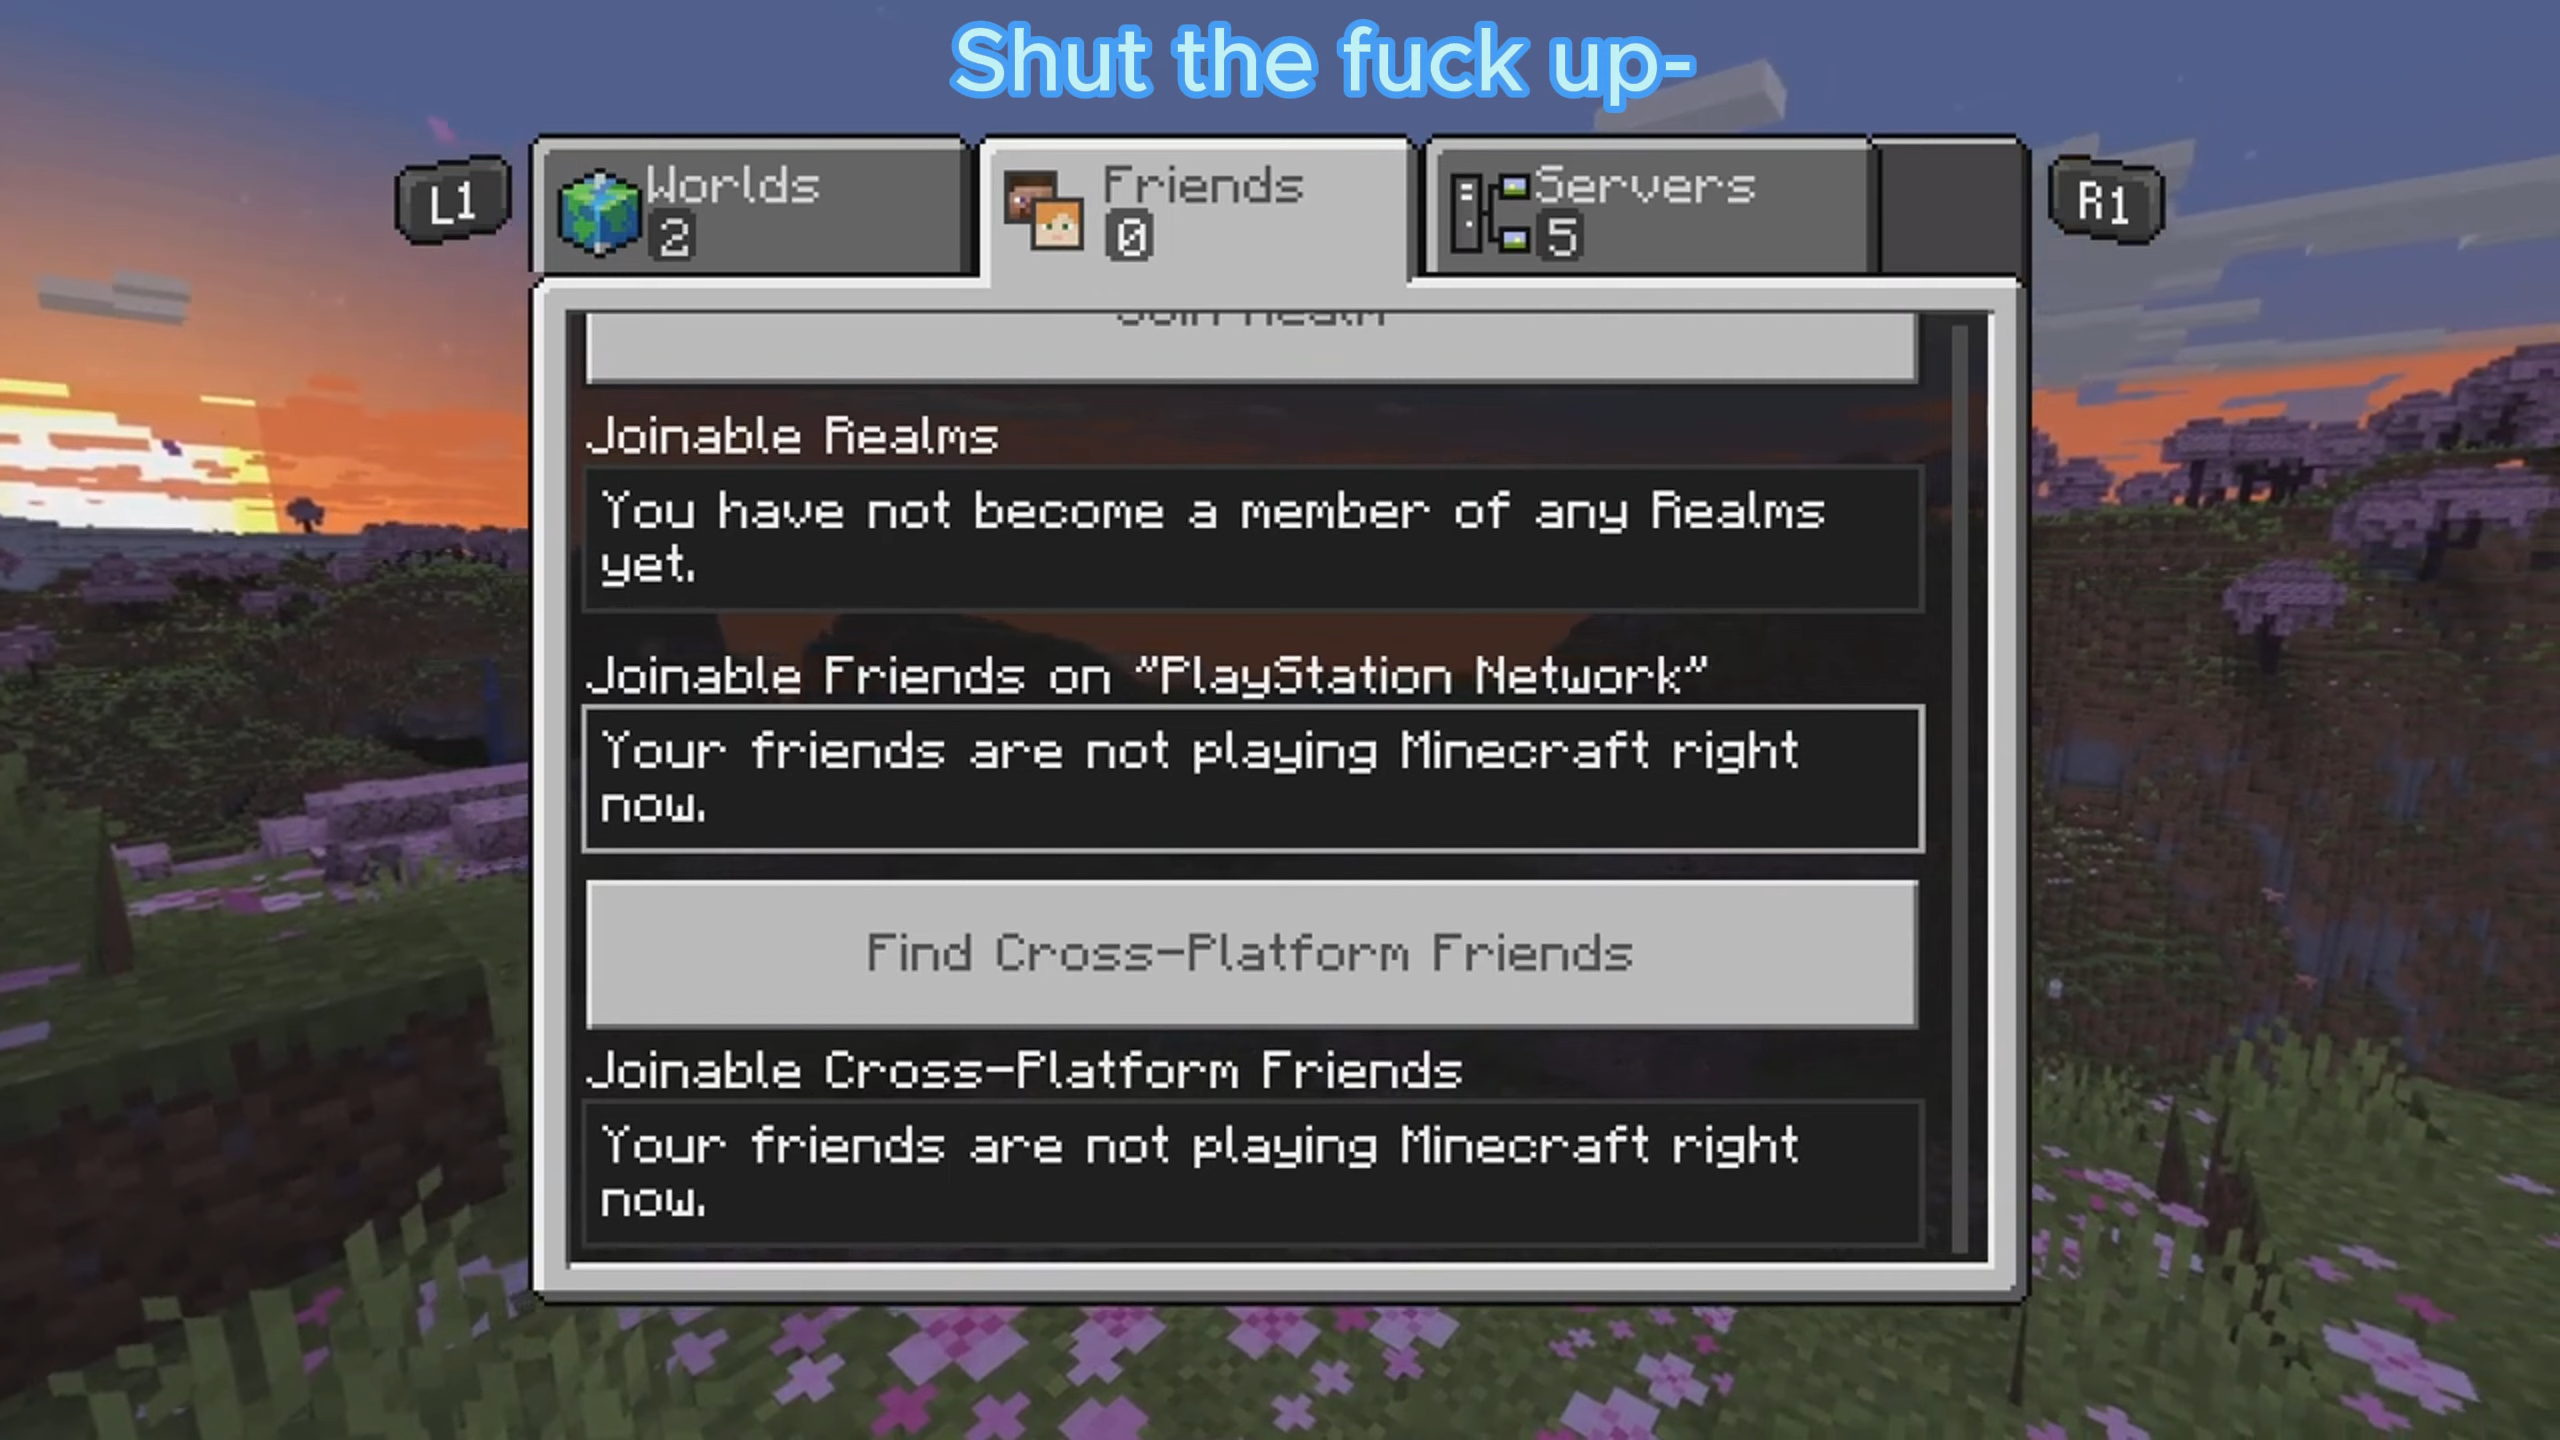 Shut the fuck up-
L1
Worlds
2
Friends
0
Servers
5
R1
Join Realm
Joinable Realms
You have not become a member of any Realms
yet.
Joinable Friends on "PlayStation Network"
Your friends are not playing Minecraft right
now.
Find Cross-Platform Friends
Joinable Cross-Platform Friends
Your friends are not playing Minecraft right
now.